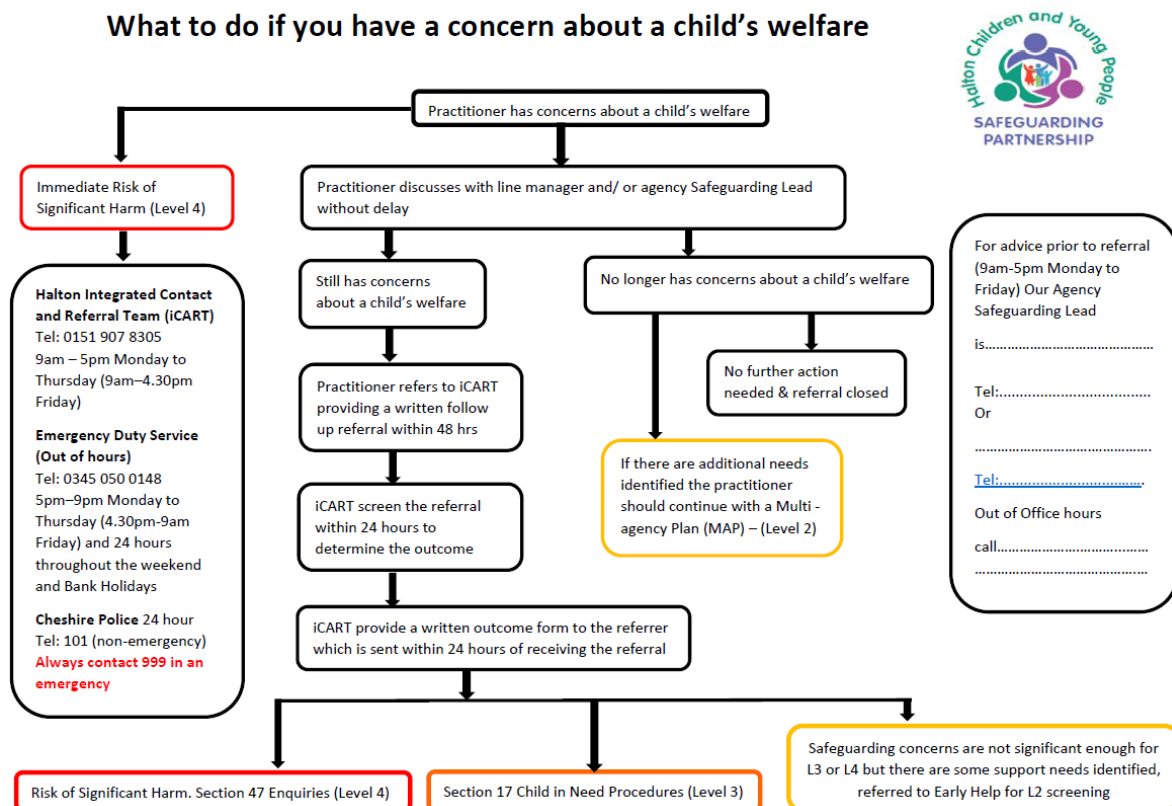 What to do if you have a concern about a child's welfare
Halton Children and Young People
SAFEGUARDING
PARTNERSHIP
Practitioner has concerns about a child's welfare
Immediate Risk of
Significant Harm (Level 4)
Practitioner discusses with line manager and/ or agency Safeguarding Lead
without delay
Halton Integrated Contact
and Referral Team (iCART)
Tel: 0151 907 8305
9am – 5pm Monday to
Thursday (9am–4.30pm
Friday)
Emergency Duty Service
(Out of hours)
Tel: 0345 050 0148
5pm–9pm Monday to
Thursday (4.30pm-9am
Friday) and 24 hours
throughout the weekend
and Bank Holidays
Cheshire Police 24 hour
Tel: 101 (non-emergency)
Always contact 999 in an
emergency
Still has concerns
about a child's welfare
No longer has concerns about a child's welfare
Practitioner refers to iCART
providing a written follow
up referral within 48 hrs
No further action
needed & referral closed
If there are additional needs
identified the practitioner
should continue with a Multi -
agency Plan (MAP) – (Level 2)
iCART screen the referral
within 24 hours to
determine the outcome
iCART provide a written outcome form to the referrer
which is sent within 24 hours of receiving the referral
For advice prior to referral
(9am-5pm Monday to
Friday) Our Agency
Safeguarding Lead
is…………………………………………
Tel:.....................................
Or
…………………………………………….
Tel:…………………………………….
Out of Office hours
call……………………………………
…………………………………………….
Risk of Significant Harm. Section 47 Enquiries (Level 4)
Section 17 Child in Need Procedures (Level 3)
Safeguarding concerns are not significant enough for
L3 or L4 but there are some support needs identified,
referred to Early Help for L2 screening